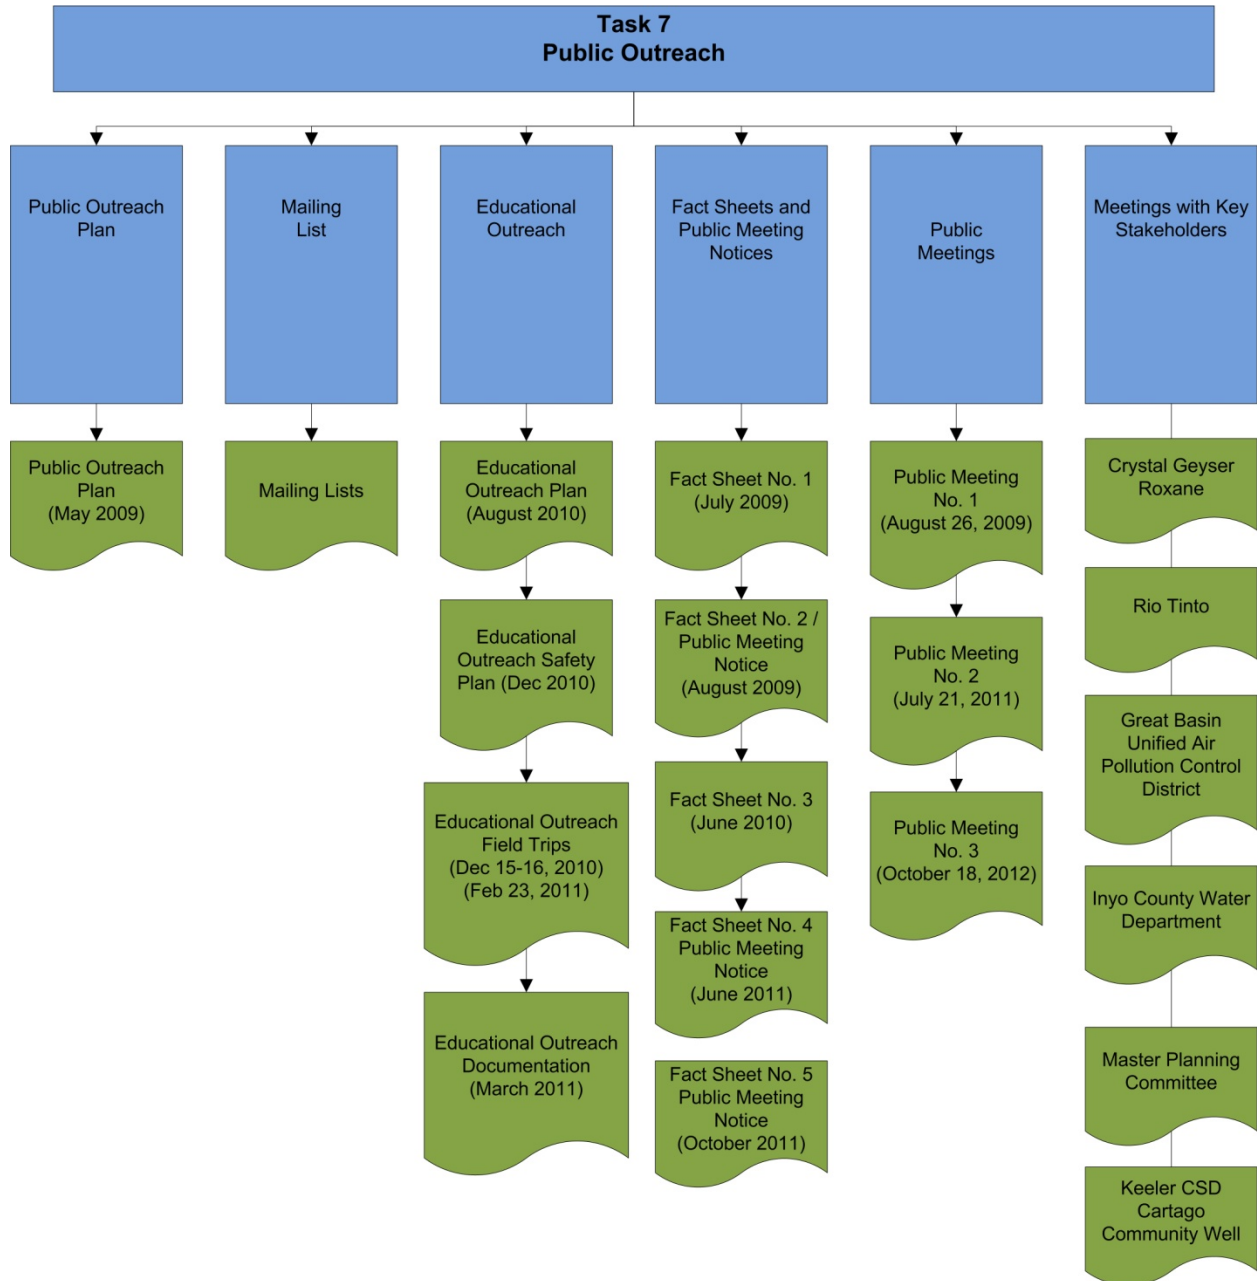 Task 7
Public Outreach
Public Outreach
Plan
Mailing
List
Educational
Outreach
Fact Sheets and
Public Meeting
Notices
Public
Meetings
Meetings with Key
Stakeholders
Public Outreach
Plan
(May 2009)
Mailing Lists
Educational
Outreach Plan
(August 2010)
Educational
Outreach Safety
Plan (Dec 2010)
Educational Outreach
Field Trips
(Dec 15-16, 2010)
(Feb 23, 2011)
Educational Outreach
Documentation
(March 2011)
Fact Sheet No. 1
(July 2009)
Fact Sheet No. 2 /
Public Meeting
Notice
(August 2009)
Fact Sheet No. 3
(June 2010)
Fact Sheet No. 4
Public Meeting
Notice
(June 2011)
Fact Sheet No. 5
Public Meeting
Notice
(October 2011)
Public Meeting
No. 1
(August 26, 2009)
Public Meeting
No. 2
(July 21, 2011)
Public Meeting
No. 3
(October 18, 2012)
Crystal Geyser
Roxane
Rio Tinto
Great Basin
Unified Air
Pollution Control
District
Inyo County Water
Department
Master Planning
Committee
Keeler CSD
Cartago
Community Well